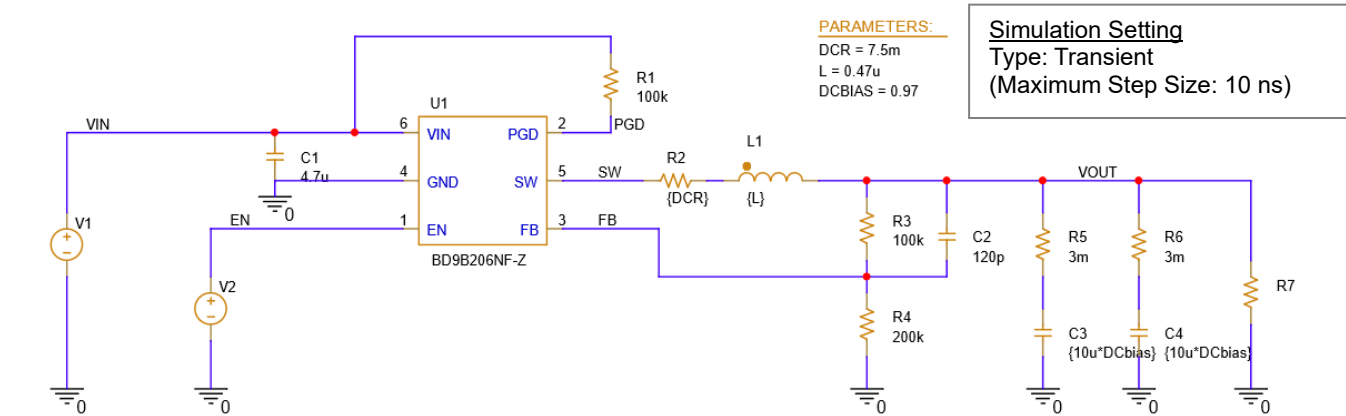 PARAMETERS:
DCR = 7.5m
L = 0.47u
DCBIAS = 0.97
Simulation Setting
Type: Transient
(Maximum Step Size: 10 ns)
R1
100k
U1
VIN
6
VIN
PGD
2
PGD
C1
4.7u
0
4
GND
SW
5
SW
R2
{DCR}
L1
{L}
VOUT
EN
1
EN
FB
3
FB
BD9B206NF-Z
V1
V2
R3
100k
C2
120p
R5
3m
R6
3m
R7
R4
200k
C3
{10u*DCbias}
C4
{10u*DCbias}
0
0
0
0
0
0